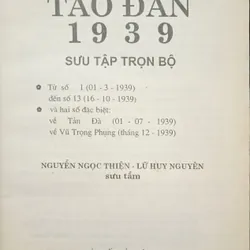 TAO ĐÀN
1939
SƯU TẬP TRỌN BỘ
Từ số 1 (01 - 3 - 1939)
đến số 13 (16 - 10 - 1939)
và hai số đặc biệt:
về Tản Đà (01 - 07 - 1939)
về Vũ Trọng Phụng (tháng 12 - 1939)
NGUYỄN NGỌC THIỆN - LỮ HUY NGUYÊN
sưu tầm